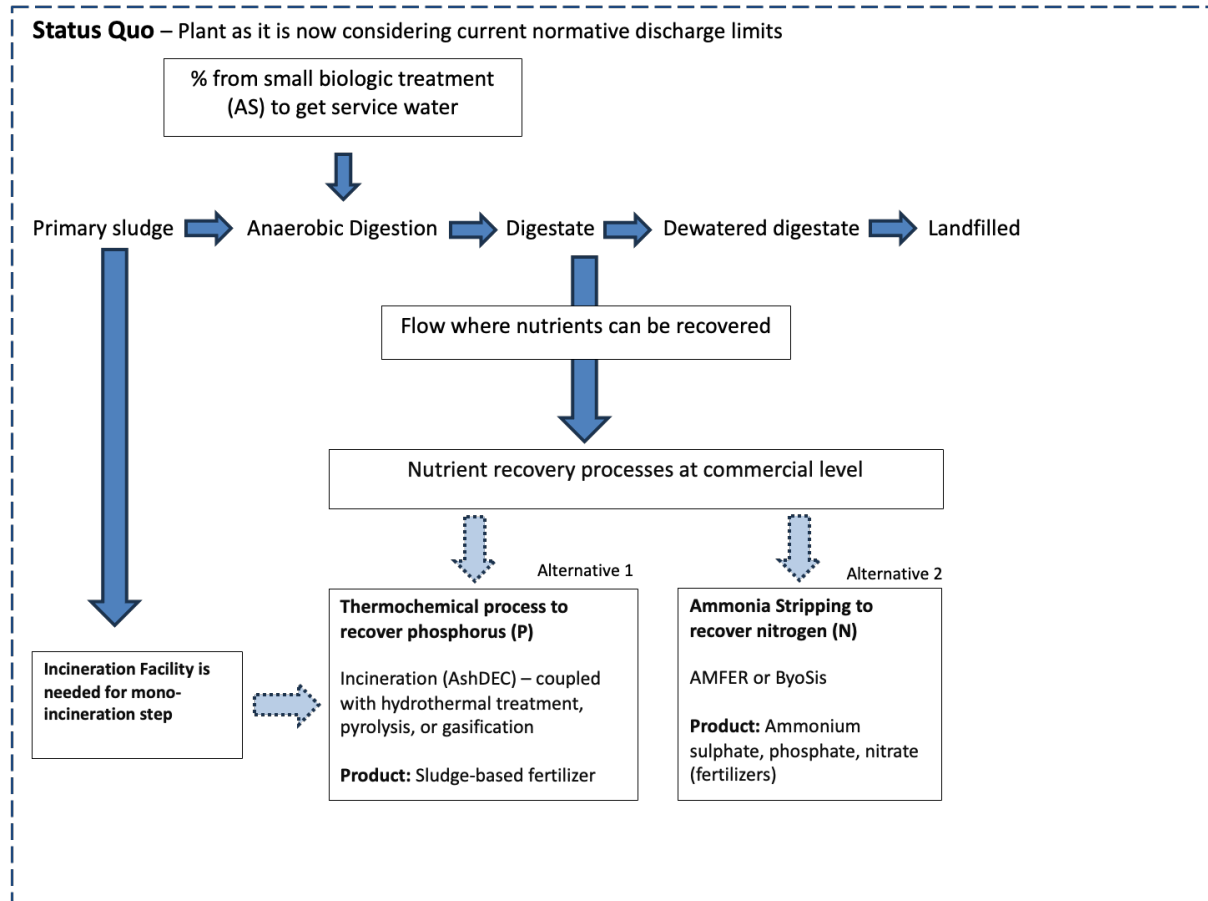 Status Quo – Plant as it is now considering current normative discharge limits
% from small biologic treatment
(AS) to get service water
Primary sludge
Anaerobic Digestion
Digestate
Dewatered digestate
Landfilled
Flow where nutrients can be recovered
Nutrient recovery processes at commercial level
Alternative 1
Alternative 2
Incineration Facility is
needed for mono-
incineration step
Thermochemical process to
recover phosphorus (P)
Incineration (AshDEC) – coupled
with hydrothermal treatment,
pyrolysis, or gasification
Product: Sludge-based fertilizer
Ammonia Stripping to
recover nitrogen (N)
AMFER or ByoSis
Product: Ammonium
sulphate, phosphate, nitrate
(fertilizers)